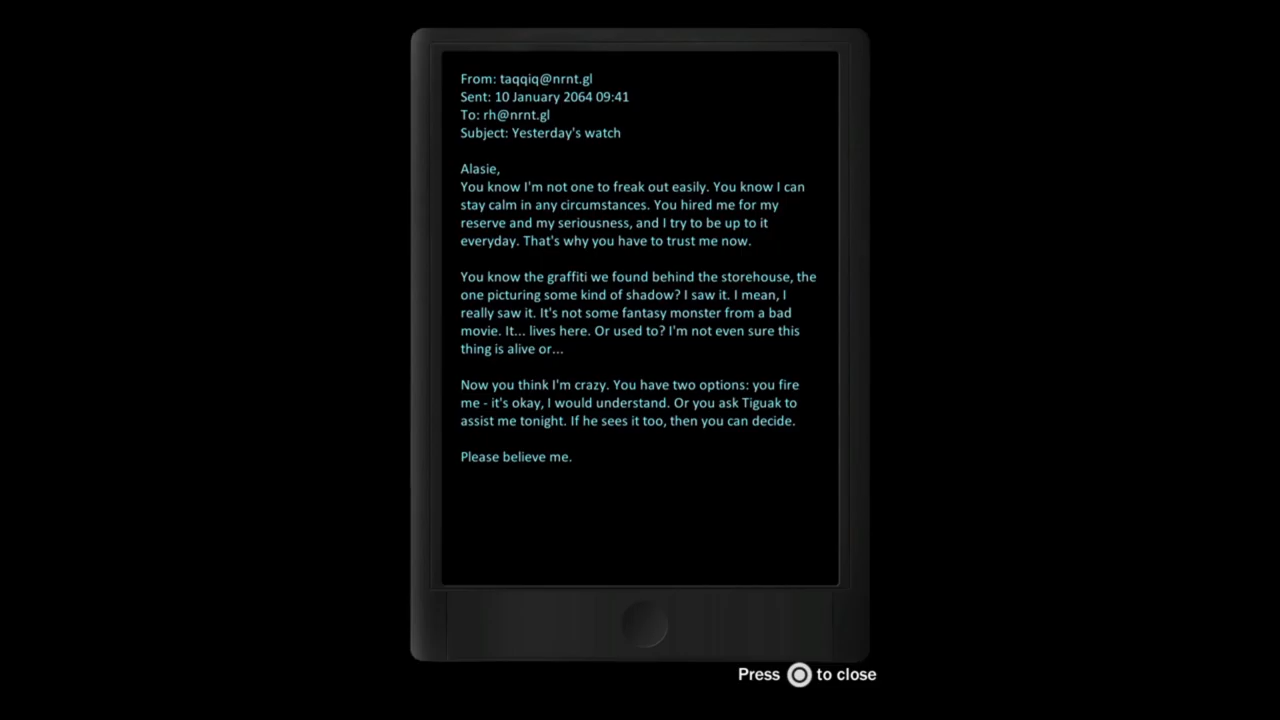 From: taqqiq@nrnt.gl
Sent: 10 January 2064 09:41
To: rh@nrnt.gl
Subject: Yesterday's watch
Alasie,
You know I'm not one to freak out easily. You know I can
stay calm in any circumstances. You hired me for my
reserve and my seriousness, and I try to be up to it
everyday. That's why you have to trust me now.
You know the graffiti we found behind the storehouse, the
one picturing some kind of shadow? I saw it. I mean, I
really saw it. It's not some fantasy monster from a bad
movie. It... lives here. Or used to? I'm not even sure this
thing is alive or...
Now you think I'm crazy. You have two options: you fire
me - it's okay, I would understand. Or you ask Tiguak to
assist me tonight. If he sees it too, then you can decide.
Please believe me.
Press to close